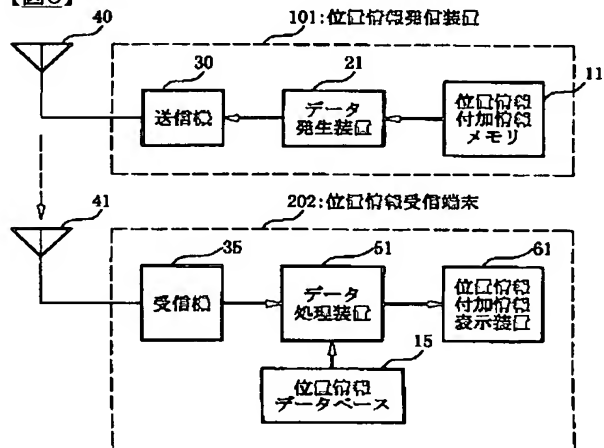 40
101:位置情報発信装置
30
21
11
送信機
データ
発生装置
位置情報
付加情報
メモリ
41
202:位置情報受信端末
35
51
61
受信機
データ
処理装置
位置情報
付加情報
表示装置
15
位置情報
データベース